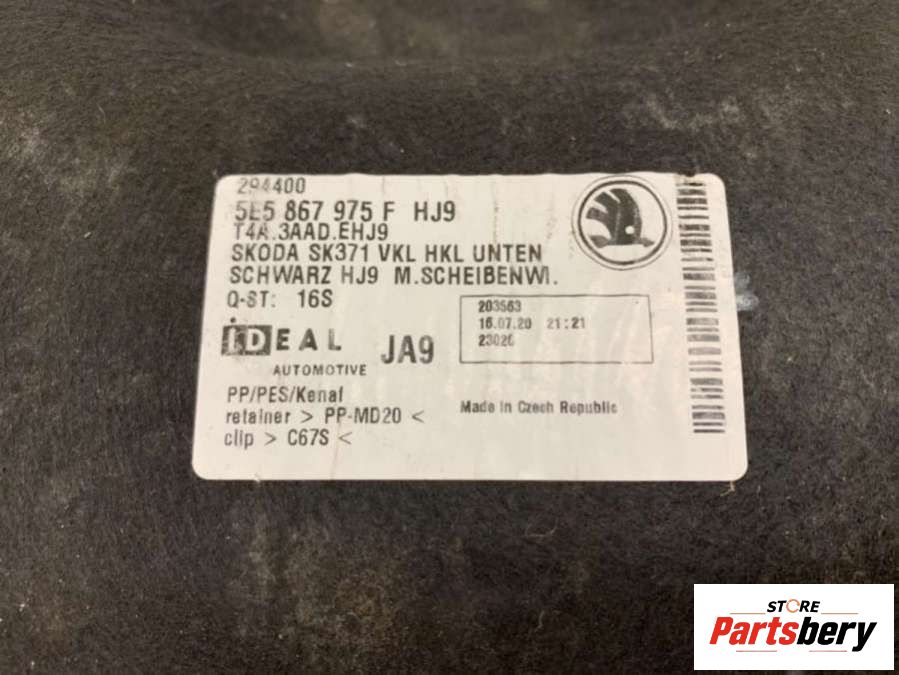 294400
5E5 867 975 F HJ9
T4A.3AAD.EHJ9
SKODA SK371 VKL HKL UNTEN
SCHWARZ HJ9 M.SCHEIBENWI.
Q-ST: 16S
iDEAL
AUTOMOTIVE
JA9
203563
16.07.20 21:21
23026
PP/PES/Kenaf
retainer > PP-MD20 <
clip > C67S <
Made in Czech Republic
STORE
Partsbery